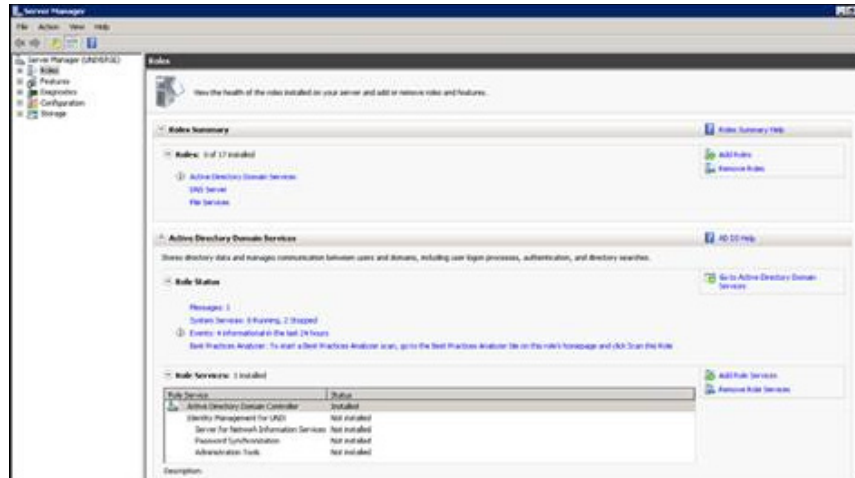 Server Manager
File Action View Help
Server Manager (UNIVERSE)
Roles
Features
Diagnostics
Configuration
Storage
Roles
View the health of the roles installed on your server and add or remove roles and features.
Roles Summary
Roles Summary Help
Roles: 3 of 17 installed
Add Roles
Remove Roles
Active Directory Domain Services
DNS Server
File Services
Active Directory Domain Services
AD DS Help
Stores directory data and manages communication between users and domains, including user logon processes, authentication, and directory searches.
Role Status
Go to Active Directory Domain Services
Messages: 1
System Services: 8 Running, 2 Stopped
Events: 4 informational in the last 24 hours
Best Practices Analyzer: To start a Best Practices Analyzer scan, go to the Best Practices Analyzer tile on this role's homepage and click Scan this Role
Role Services: 1 installed
Add Role Services
Remove Role Services
Role Service Status
Active Directory Domain Controller Installed
Identity Management for UNIX Not installed
Server for Network Information Services Not installed
Password Synchronization Not installed
Administration Tools Not installed
Description: